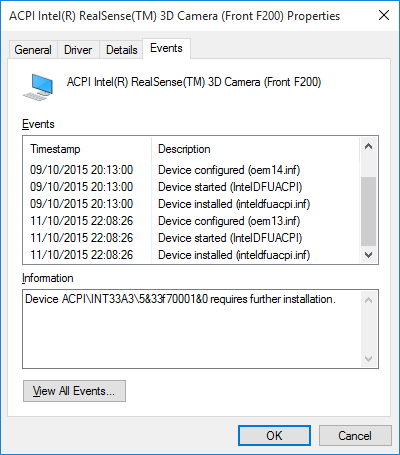 ACPI Intel(R) RealSense(TM) 3D Camera (Front F200) Properties
General Driver Details Events
ACPI Intel(R) RealSense(TM) 3D Camera (Front F200)
Events
Timestamp Description
09/10/2015 20:13:00 Device configured (oem14.inf)
09/10/2015 20:13:00 Device started (IntelDFUACPI)
09/10/2015 20:13:00 Device installed (inteldfuacpi.inf)
11/10/2015 22:08:26 Device configured (oem13.inf)
11/10/2015 22:08:26 Device started (IntelDFUACPI)
11/10/2015 22:08:26 Device installed (inteldfuacpi.inf)
Information
Device ACPI\INT33A3\5&33f70001&0 requires further installation.
View All Events...
OK Cancel